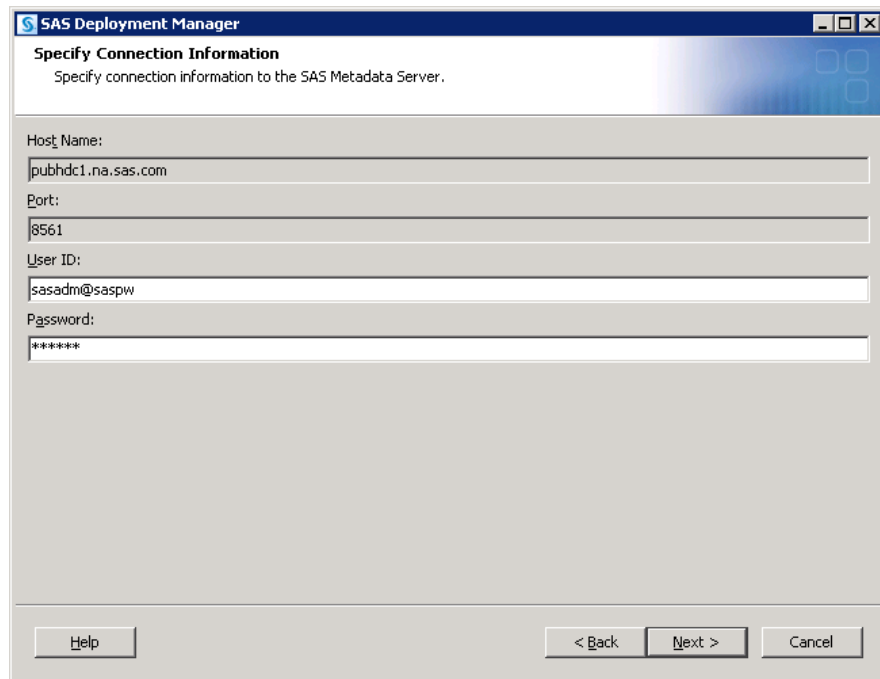 SAS Deployment Manager
Specify Connection Information
Specify connection information to the SAS Metadata Server.
Host Name:
pubhdc1.na.sas.com
Port:
8561
User ID:
sasadm@saspw
Password:
******
Help
< Back
Next >
Cancel